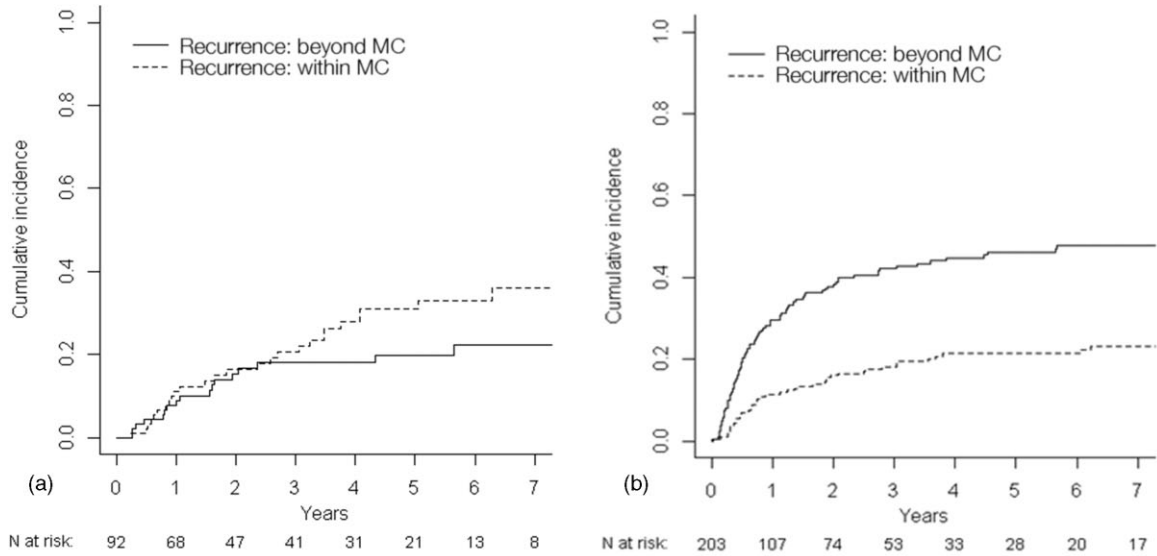 1.0
0.8
0.6
0.4
0.2
0.0
Cumulative incidence
Recurrence: beyond MC
Recurrence: within MC
(a)
0 1 2 3 4 5 6 7
Years
N at risk: 92 68 47 41 31 21 13 8
1.0
0.8
0.6
0.4
0.2
0.0
Cumulative incidence
Recurrence: beyond MC
Recurrence: within MC
(b)
0 1 2 3 4 5 6 7
Years
N at risk: 203 107 74 53 33 28 20 17